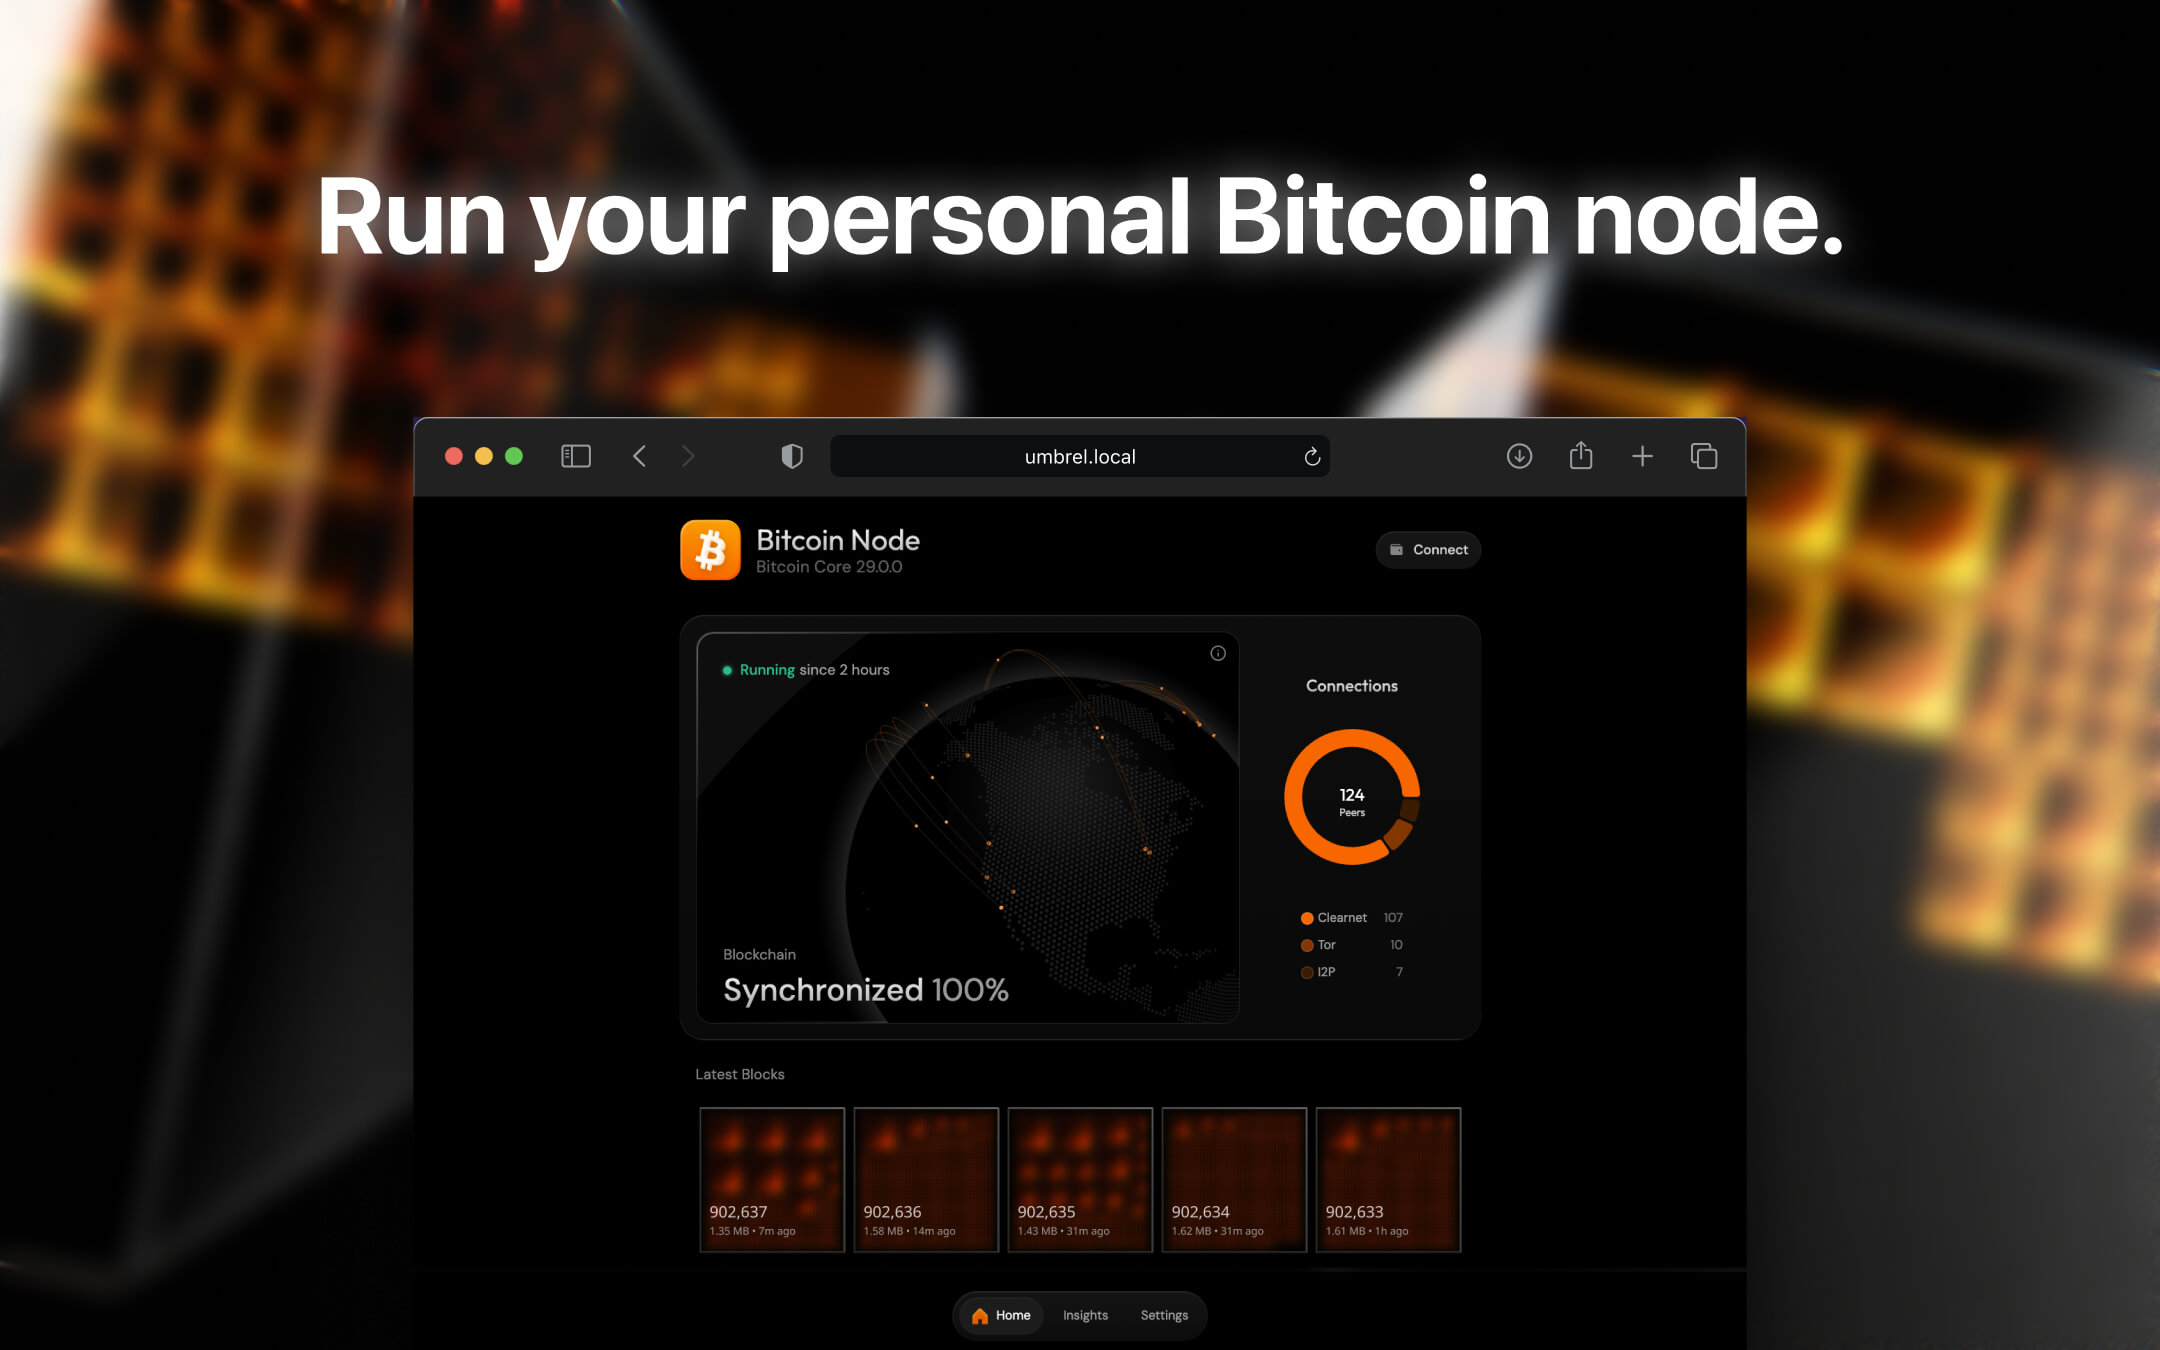 Run your personal Bitcoin node.
umbrel.local
Bitcoin Node
Bitcoin Core 29.0.0
Connect
Running since 2 hours
Connections
124
Peers
Clearnet 107
Tor 10
I2P 7
Blockchain
Synchronized 100%
Latest Blocks
902,637
1.35 MB • 7m ago
902,636
1.58 MB • 14m ago
902,635
1.43 MB • 31m ago
902,634
1.62 MB • 31m ago
902,633
1.61 MB • 1h ago
Home Insights Settings